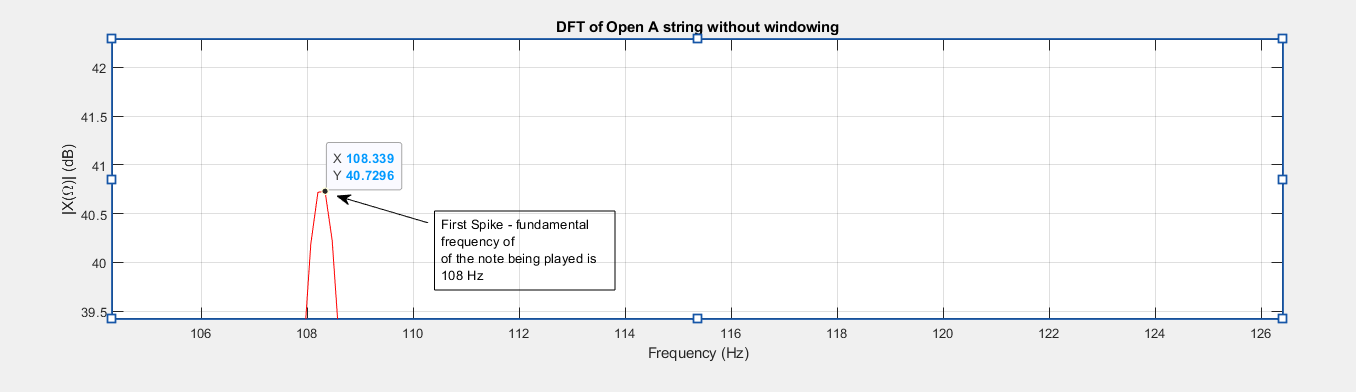 DFT of Open A string without windowing
42
41.5
41
40.5
40
39.5
|X(Ω)| (dB)
X 108.339
Y 40.7296
First Spike - fundamental
frequency of
of the note being played is
108 Hz
106 108 110 112 114 116 118 120 122 124 126
Frequency (Hz)